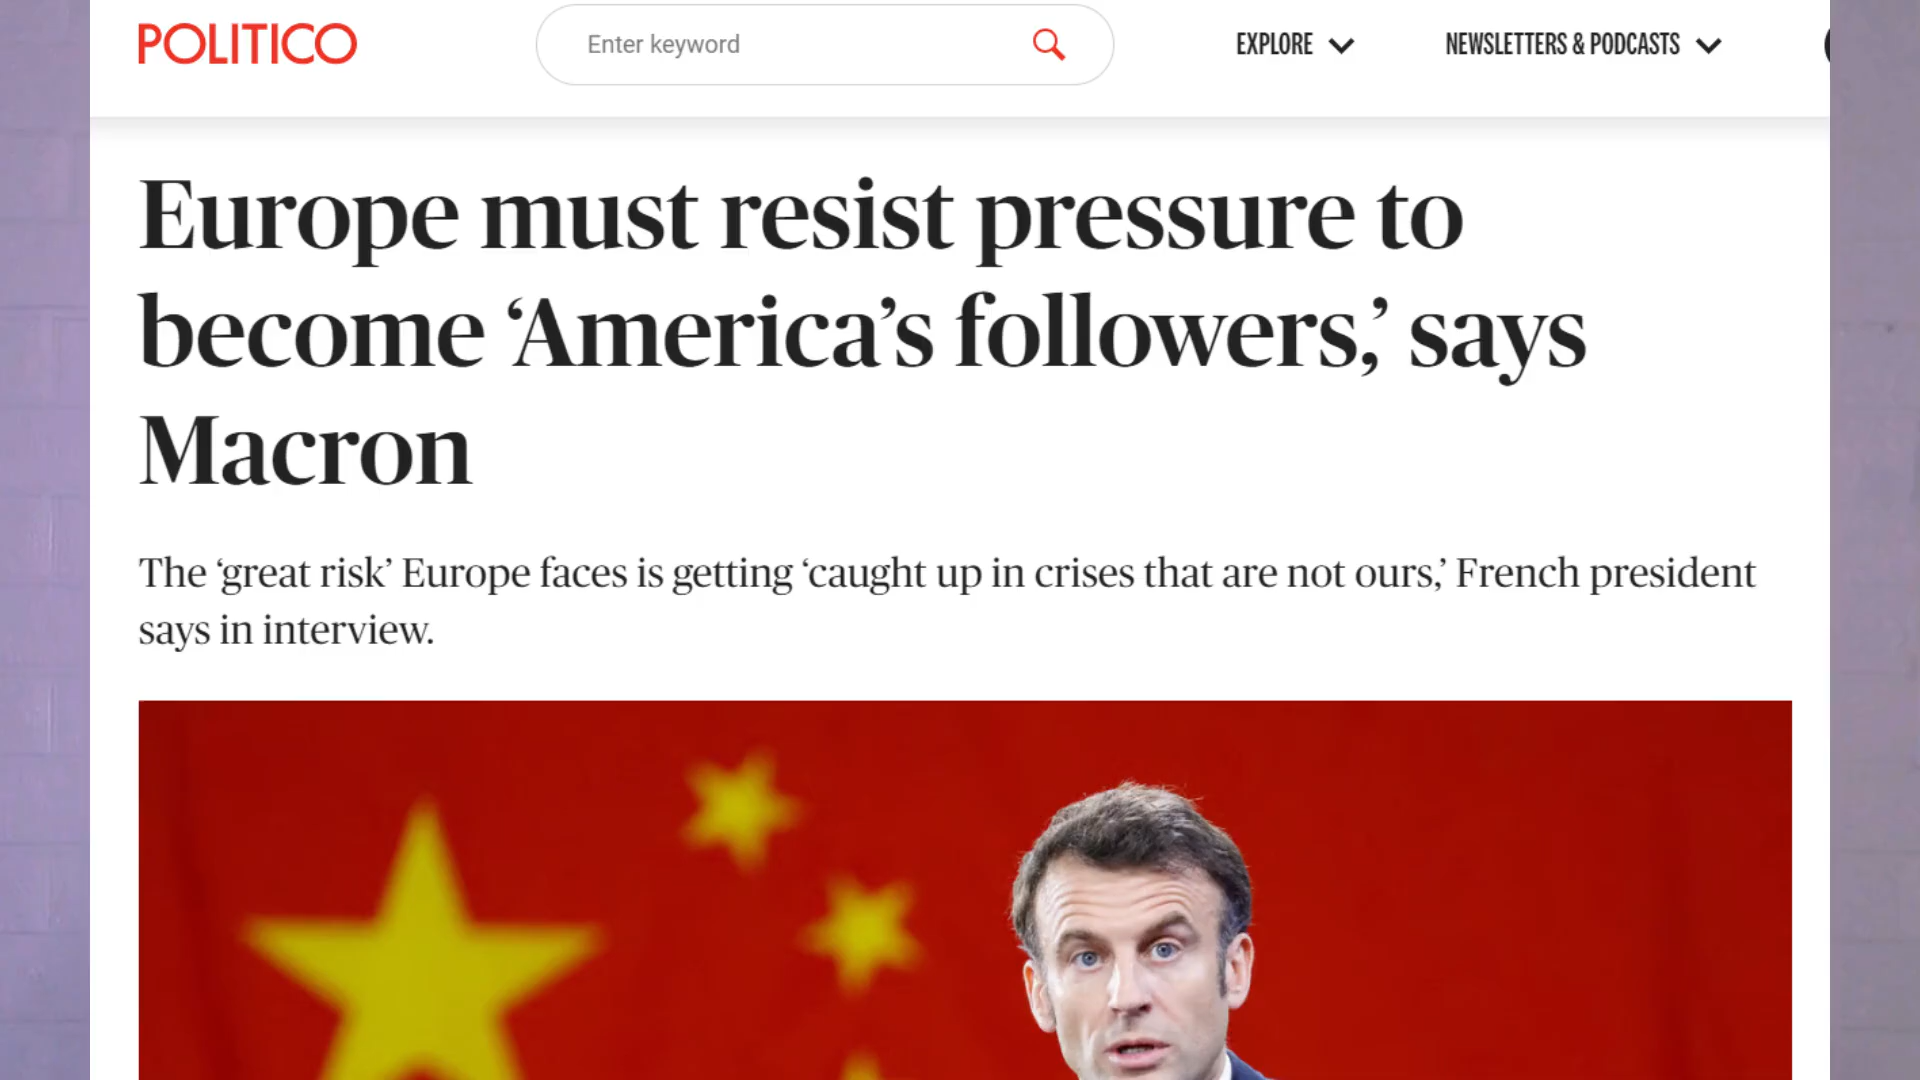 POLITICO
Enter keyword
EXPLORE
NEWSLETTERS & PODCASTS
Europe must resist pressure to
become ‘America’s followers,’ says
Macron
The ‘great risk’ Europe faces is getting ‘caught up in crises that are not ours,’ French president
says in interview.